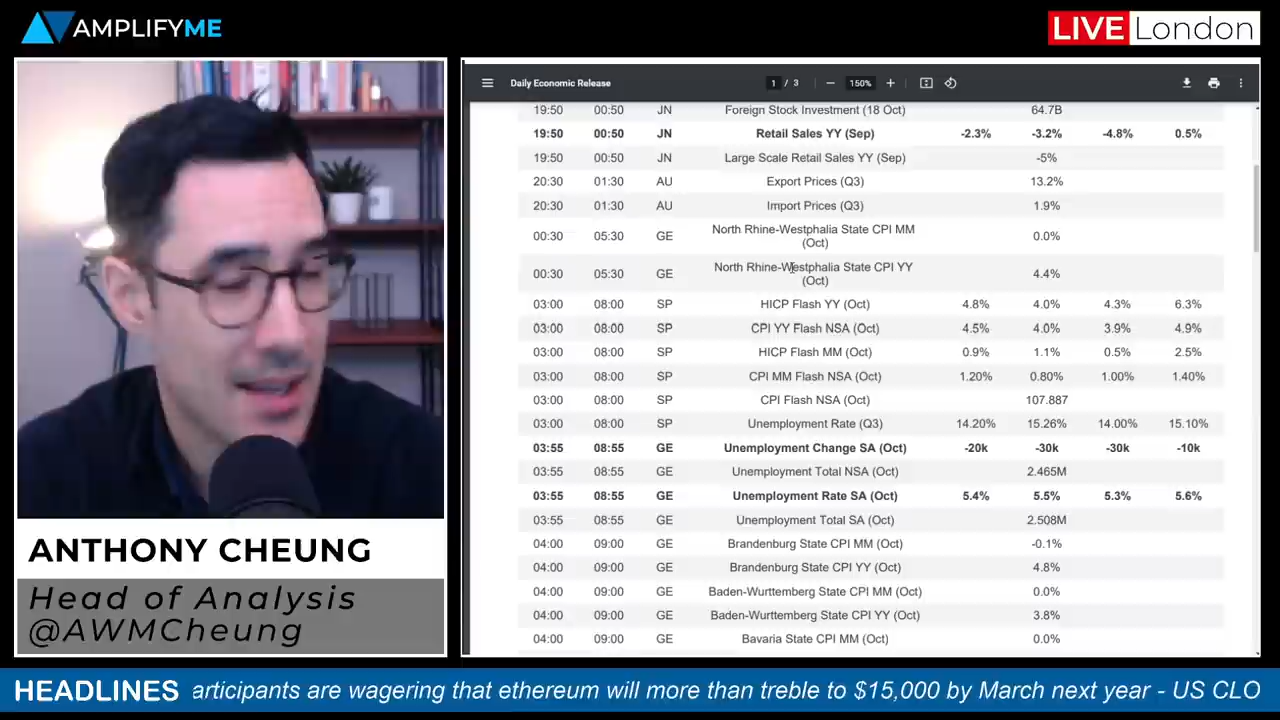 AMPLIFYME
LIVE London
Daily Economic Release
1 / 3
150%
19:50 00:50 JN Foreign Stock Investment (18 Oct) 64.7B
19:50 00:50 JN Retail Sales YY (Sep) -2.3% -3.2% -4.8% 0.5%
19:50 00:50 JN Large Scale Retail Sales YY (Sep) -5%
20:30 01:30 AU Export Prices (Q3) 13.2%
20:30 01:30 AU Import Prices (Q3) 1.9%
00:30 05:30 GE North Rhine-Westphalia State CPI MM (Oct) 0.0%
00:30 05:30 GE North Rhine-Westphalia State CPI YY (Oct) 4.4%
03:00 08:00 SP HICP Flash YY (Oct) 4.8% 4.0% 4.3% 6.3%
03:00 08:00 SP CPI YY Flash NSA (Oct) 4.5% 4.0% 3.9% 4.9%
03:00 08:00 SP HICP Flash MM (Oct) 0.9% 1.1% 0.5% 2.5%
03:00 08:00 SP CPI MM Flash NSA (Oct) 1.20% 0.80% 1.00% 1.40%
03:00 08:00 SP CPI Flash NSA (Oct) 107.887
03:00 08:00 SP Unemployment Rate (Q3) 14.20% 15.26% 14.00% 15.10%
03:55 08:55 GE Unemployment Change SA (Oct) -20k -30k -30k -10k
03:55 08:55 GE Unemployment Total NSA (Oct) 2.465M
03:55 08:55 GE Unemployment Rate SA (Oct) 5.4% 5.5% 5.3% 5.6%
03:55 08:55 GE Unemployment Total SA (Oct) 2.508M
04:00 09:00 GE Brandenburg State CPI MM (Oct) -0.1%
04:00 09:00 GE Brandenburg State CPI YY (Oct) 4.8%
04:00 09:00 GE Baden-Wurttemberg State CPI MM (Oct) 0.0%
04:00 09:00 GE Baden-Wurttemberg State CPI YY (Oct) 3.8%
04:00 09:00 GE Bavaria State CPI MM (Oct) 0.0%
ANTHONY CHEUNG
Head of Analysis
@AWMCheung
HEADLINES articipants are wagering that ethereum will more than treble to $15,000 by March next year - US CLO